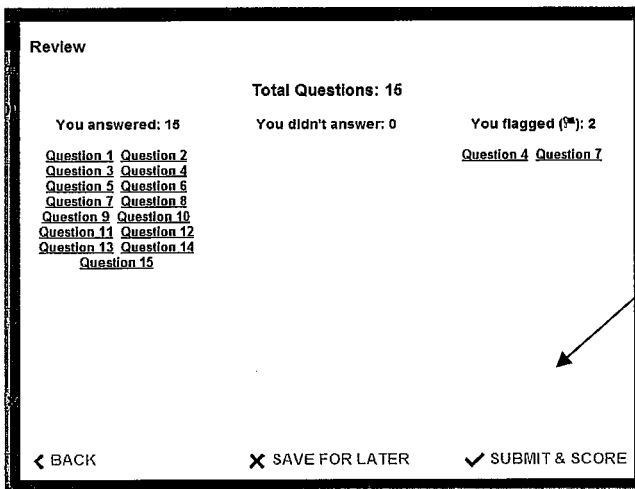 Review
Total Questions: 15
You answered: 15
You didn't answer: 0
You flagged (⚑): 2
Question 1 Question 2
Question 3 Question 4
Question 5 Question 6
Question 7 Question 8
Question 9 Question 10
Question 11 Question 12
Question 13 Question 14
Question 15
Question 4 Question 7
BACK
SAVE FOR LATER
SUBMIT & SCORE